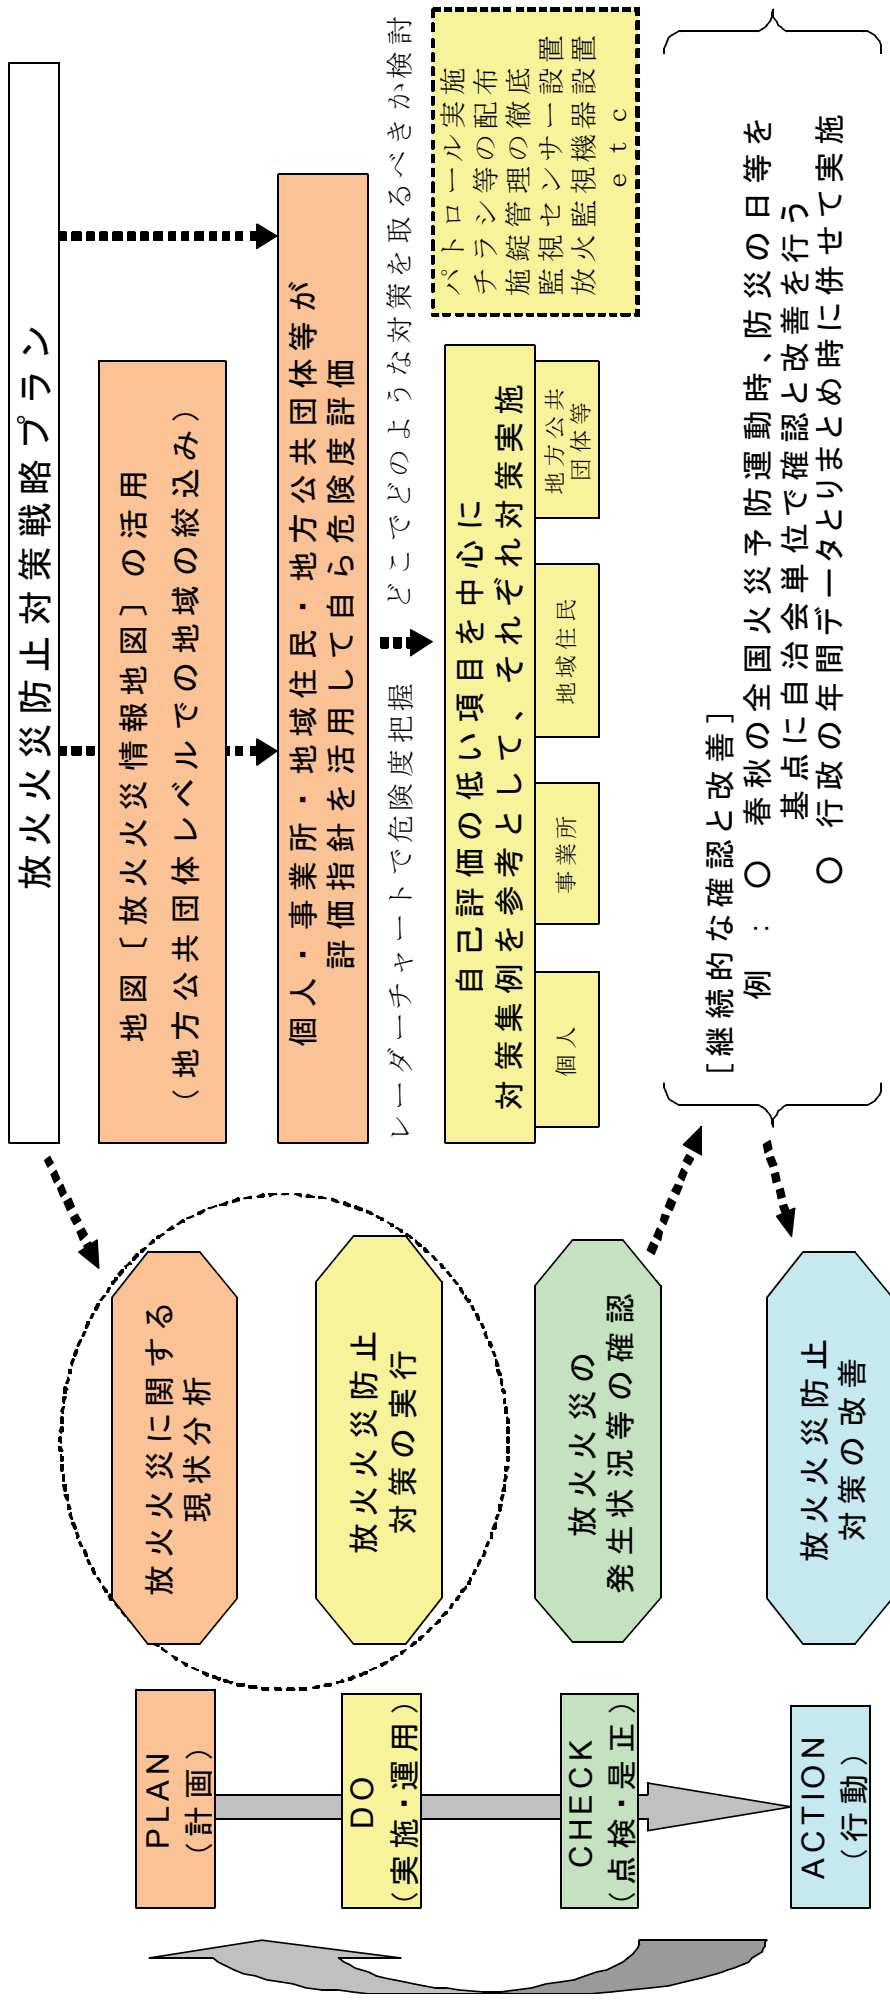 放火火災防止対策戦略プラン
PLAN
(計画)
放火火災に関する
現状分析
地図［放火火災情報地図］の活用
(地方公共団体レベルでの地域の絞込み)
個人・事業所・地域住民・地方公共団体等が
評価指針を活用して自ら危険度評価
レーダーチャートで危険度把握
どこでどのような対策を取るべきか検討
DO
(実施・運用)
放火火災防止
対策の実行
自己評価の低い項目を中心に
対策集例を参考として、それぞれ対策実施
個人
事業所
地域住民
地方公共
団体等
パトロール実施
チラシ等の配布
施錠管理の徹底
監視センサー設置
放火監視機器設置
etc
CHECK
(点検・是正)
放火火災の
発生状況等の確認
[継続的な確認と改善]
例:○ 春秋の全国火災予防運動時、防災の日等を
基点に自治会単位で確認と改善を行う
○ 行政の年間データとりまとめ時に併せて実施
ACTION
(行動)
放火火災防止
対策の改善